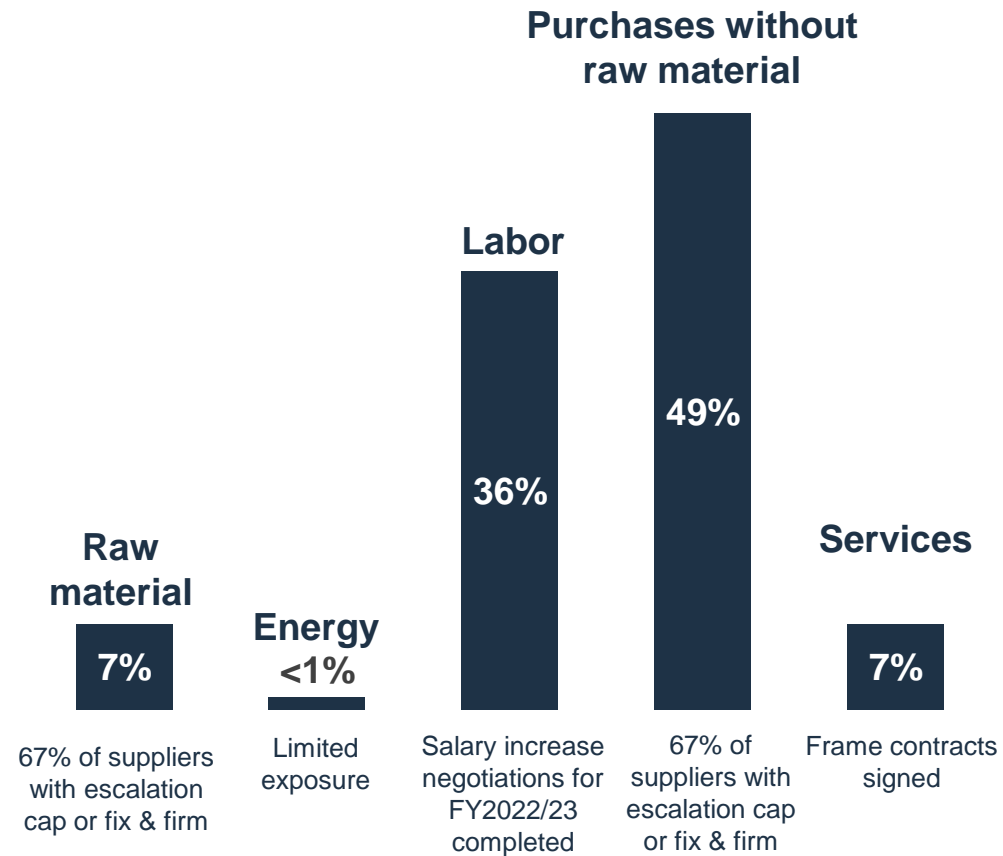 Purchases without
raw material
49%
67% of
suppliers with
escalation cap
or fix & firm
Labor
36%
Salary increase
negotiations for
FY2022/23
completed
Services
7%
Frame contracts
signed
Raw
material
7%
67% of suppliers
with escalation
cap or fix & firm
Energy
<1%
Limited
exposure